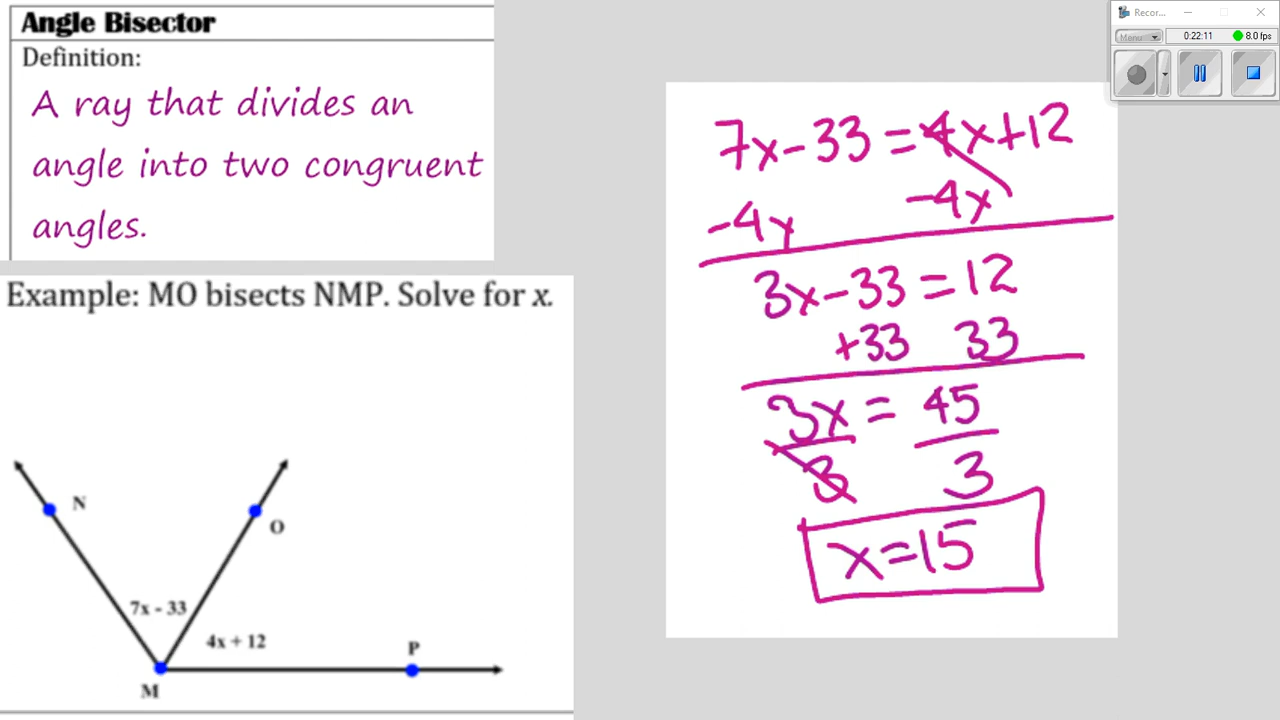 Angle Bisector
Definition:
A ray that divides an
angle into two congruent
angles.
Example: MO bisects NMP. Solve for x.
N
O
7x - 33
4x + 12
P
M
7x-33=4x+12
-4x -4x
3x-33=12
+33 33
3x = 45
3 3
x=15
Recor...
Menu
0:22:11
8.0 fps